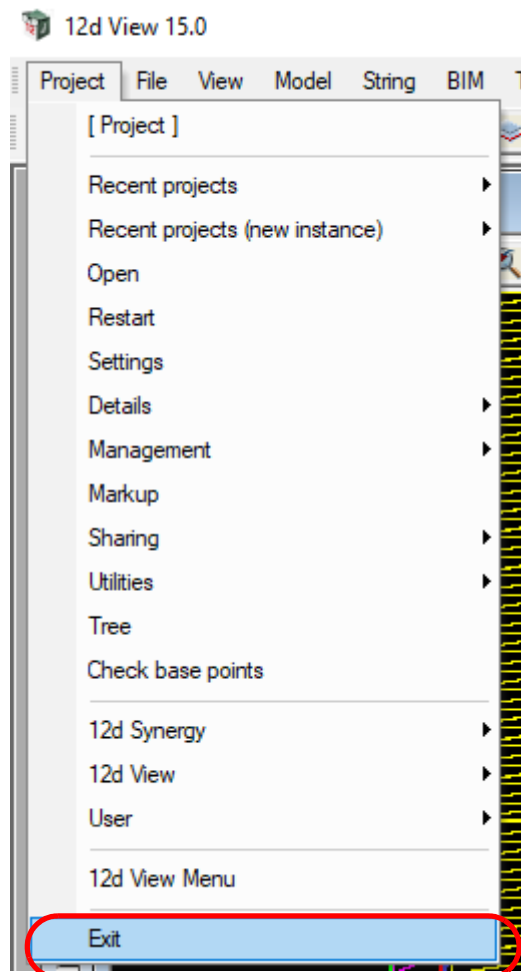 12d View 15.0
Project File View Model String BIM
[ Project ]
Recent projects
Recent projects (new instance)
Open
Restart
Settings
Details
Management
Markup
Sharing
Utilities
Tree
Check base points
12d Synergy
12d View
User
12d View Menu
Exit